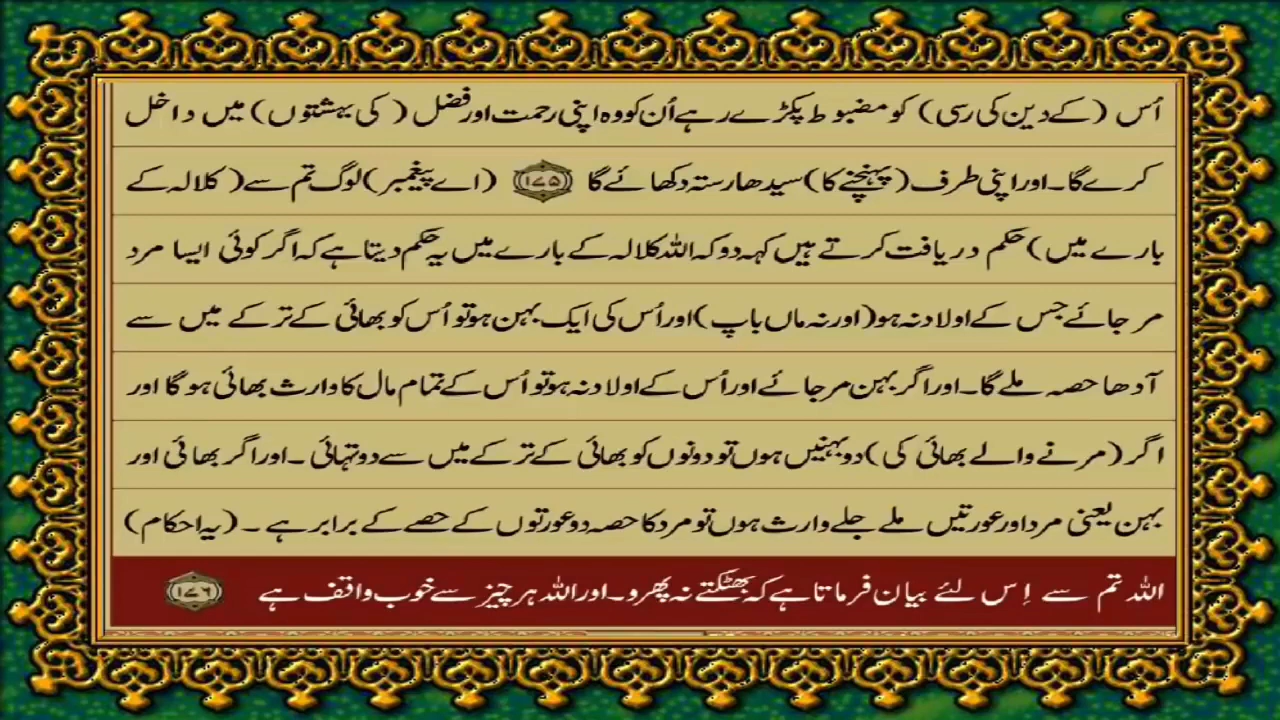 اُس (کے دین کی رسی) کو مضبوط پکڑے رہے اُن کو وہ اپنی رحمت اور فضل (کی بہشتوں) میں داخل
کرے گا۔ اور اپنی طرف (پہنچنے کا) سیدھا رستہ دکھائے گا ﴿۱۷۵﴾ (اے پیغمبر) لوگ تم سے (کلالہ کے
بارے میں) حکم دریافت کرتے ہیں کہہ دو کہ اللہ کلالہ کے بارے میں یہ حکم دیتا ہے کہ اگر کوئی ایسا مرد
مر جائے جس کے اولاد نہ ہو (اور نہ ماں باپ) اور اُس کی ایک بہن ہو تو اُس کو بھائی کے ترکے میں سے
آدھا حصہ ملے گا۔ اور اگر بہن مر جائے اور اُس کے اولاد نہ ہو تو اُس کے تمام مال کا وارث بھائی ہو گا اور
اگر (مرنے والے بھائی کی) دو بہنیں ہوں تو دونوں کو بھائی کے ترکے میں سے دو تہائی۔ اور اگر بھائی اور
بہن یعنی مرد اور عورتیں ملے جلے وارث ہوں تو مرد کا حصہ دو عورتوں کے حصے کے برابر ہے۔ (یہ احکام)
اللہ تم سے اِس لئے بیان فرماتا ہے کہ بھٹکتے نہ پھرو۔ اور اللہ ہر چیز سے خوب واقف ہے ﴿۱۷۶﴾